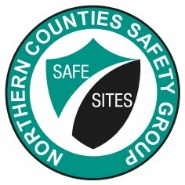 NORTHERN COUNTIES SAFETY GROUP
SAFE
SITES